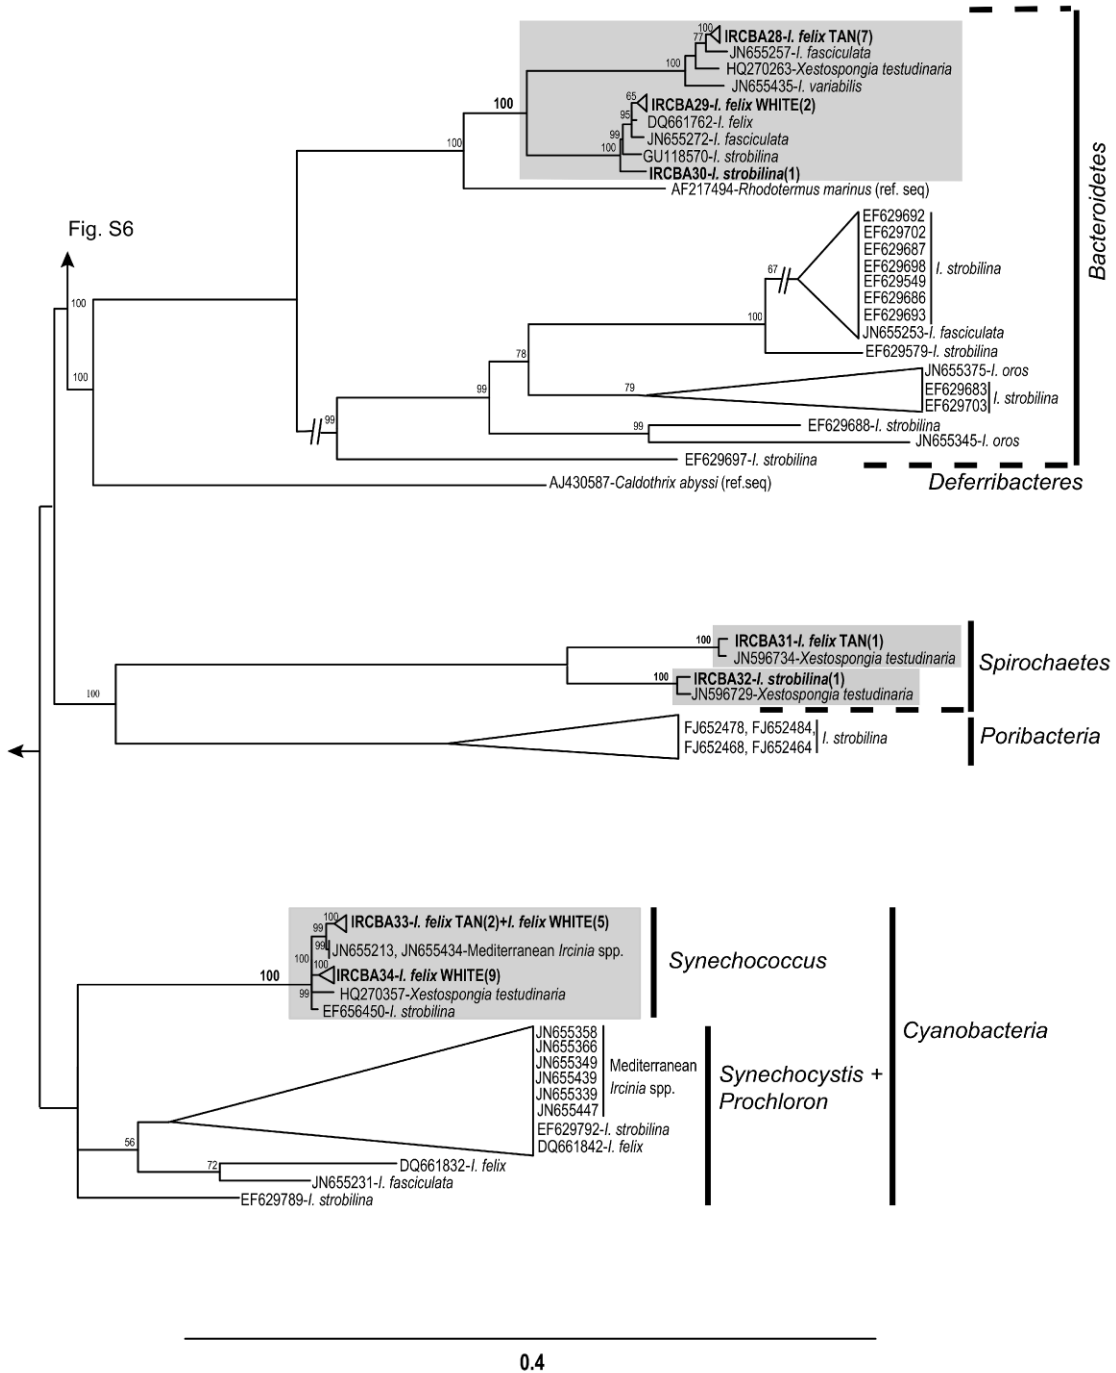 100
77
IRCBA28-I. felix TAN(7)
JN655257-I. fasciculata
100
HQ270263-Xestospongia testudinaria
JN655435-I. variabilis
100
65
IRCBA29-I. felix WHITE(2)
95
DQ661762-I. felix
99
JN655272-I. fasciculata
100
GU118570-I. strobilina
IRCBA30-I. strobilina(1)
100
AF217494-Rhodotermus marinus (ref. seq)
Bacteroidetes
Fig. S6
EF629692
EF629702
EF629687
EF629698
EF629549
EF629686
EF629693
I. strobilina
67
JN655253-I. fasciculata
100
100
EF629579-I. strobilina
78
JN655375-I. oros
100
99
79
EF629683
EF629703
I. strobilina
99
99
EF629688-I. strobilina
JN655345-I. oros
EF629697-I. strobilina
AJ430587-Caldothrix abyssi (ref.seq)
Deferribacteres
100
IRCBA31-I. felix TAN(1)
JN596734-Xestospongia testudinaria
Spirochaetes
100
IRCBA32-I. strobilina(1)
JN596729-Xestospongia testudinaria
100
FJ652478, FJ652484,
FJ652468, FJ652464
I. strobilina
Poribacteria
100
IRCBA33-I. felix TAN(2)+I. felix WHITE(5)
99
99
JN655213, JN655434-Mediterranean Ircinia spp.
Synechococcus
100
100
100
IRCBA34-I. felix WHITE(9)
99
HQ270357-Xestospongia testudinaria
EF656450-I. strobilina
Cyanobacteria
JN655358
JN655366
JN655349
JN655439
JN655339
JN655447
Mediterranean
Ircinia spp.
Synechocystis +
Prochloron
EF629792-I. strobilina
56
DQ661842-I. felix
72
DQ661832-I. felix
JN655231-I. fasciculata
EF629789-I. strobilina
0.4